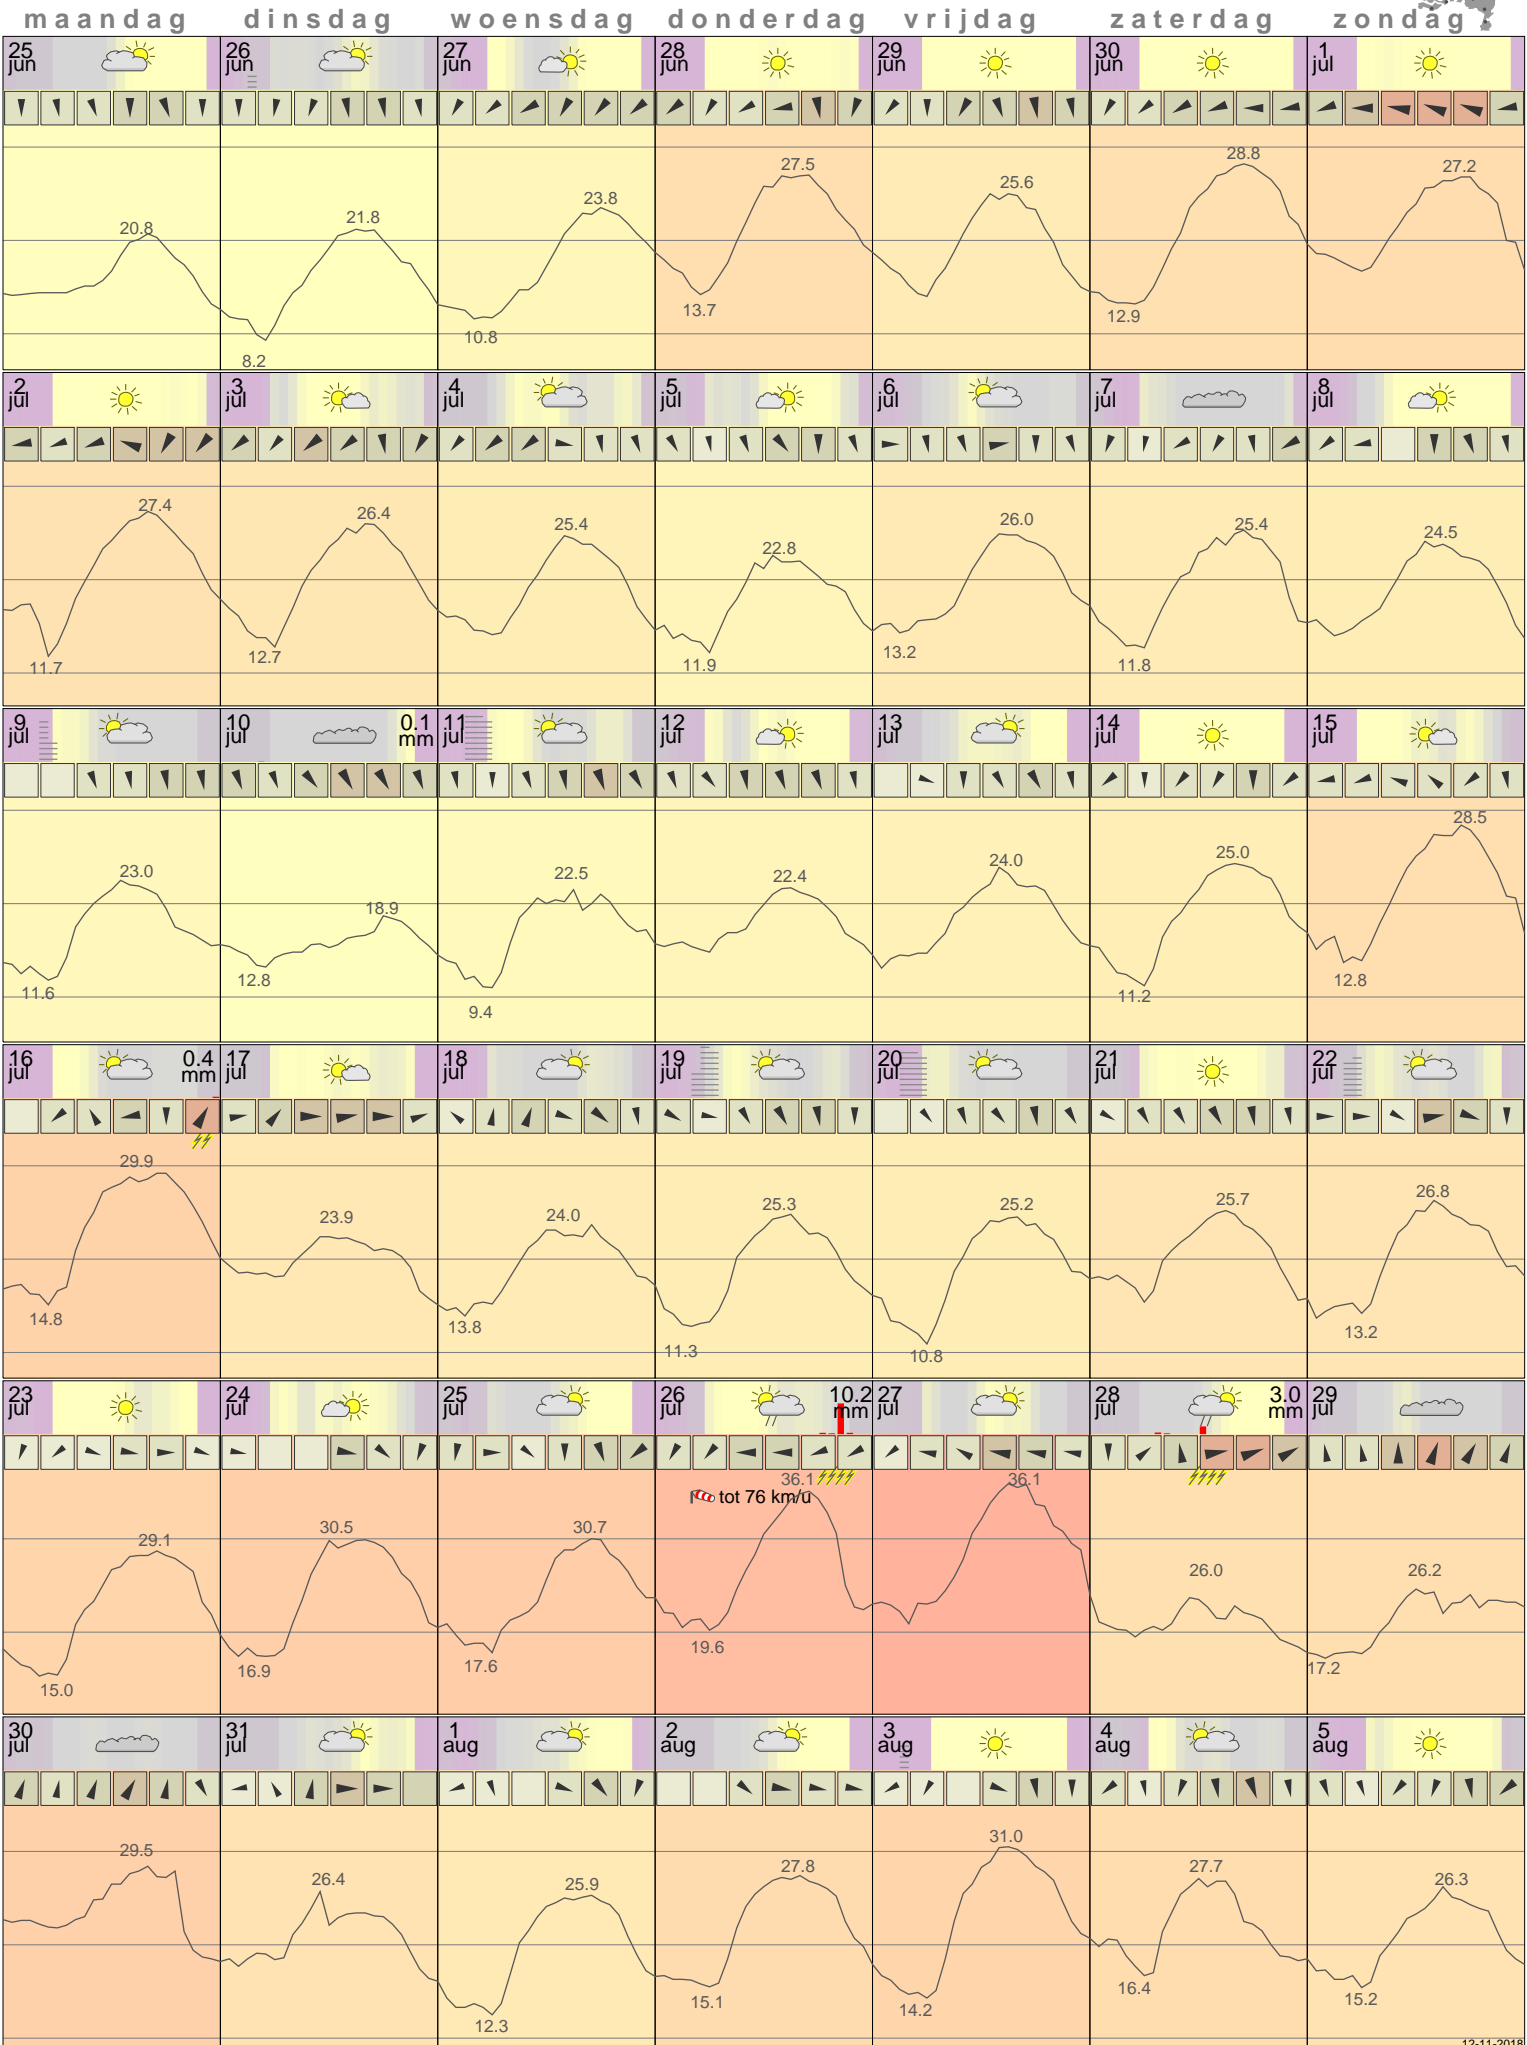 maandag dinsdag woensdag donderdag vrijdag zaterdag zondag
25 26 27 28 29 30 1
jun jun jun jun jun jun jul
20.8 21.8 23.8 27.5 25.6 28.8 27.2
8.2 10.8 13.7 12.9
2 3 4 5 6 7 8
jul jul jul jul jul jul jul
27.4 26.4 25.4 22.8 26.0 25.4 24.5
11.7 12.7 11.9 13.2 11.8
9 10 0.1 11 12 13 14 15
jul jul mm jul jul jul jul jul
23.0 18.9 22.5 22.4 24.0 25.0 28.5
11.6 12.8 9.4 11.2 12.8
16 0.4 17 18 19 20 21 22
jul mm jul jul jul jul jul jul
29.9 23.9 24.0 25.3 25.2 25.7 26.8
14.8 13.8 11.3 10.8 13.2
23 24 25 26 10.2 27 28 3.0 29
jul jul jul jul mm jul jul mm jul
36.1 36.1
tot 76 km/u
29.1 30.5 30.7 26.0 26.2
15.0 16.9 17.6 19.6 17.2
30 31 1 2 3 4 5
jul jul aug aug aug aug aug
29.5 26.4 25.9 27.8 31.0 27.7 26.3
12.3 15.1 14.2 16.4 15.2
12-11-2018